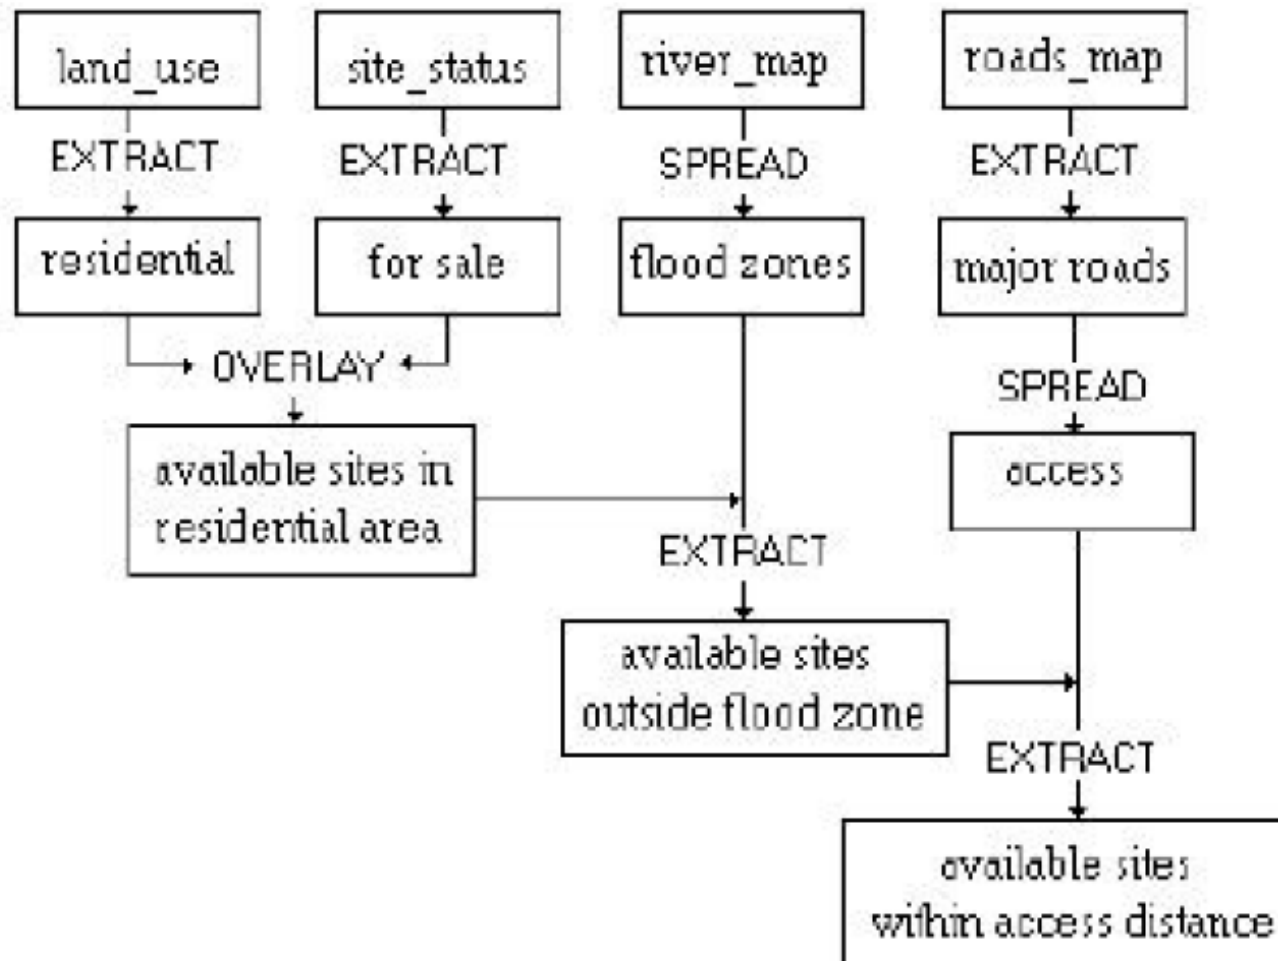 land_use
site_status
river_map
roads_map
EXTRACT
EXTRACT
SPREAD
EXTRACT
residential
for sale
flood zones
major roads
OVERLAY
SPREAD
available sites in
residential area
access
EXTRACT
available sites
outside flood zone
EXTRACT
available sites
within access distance